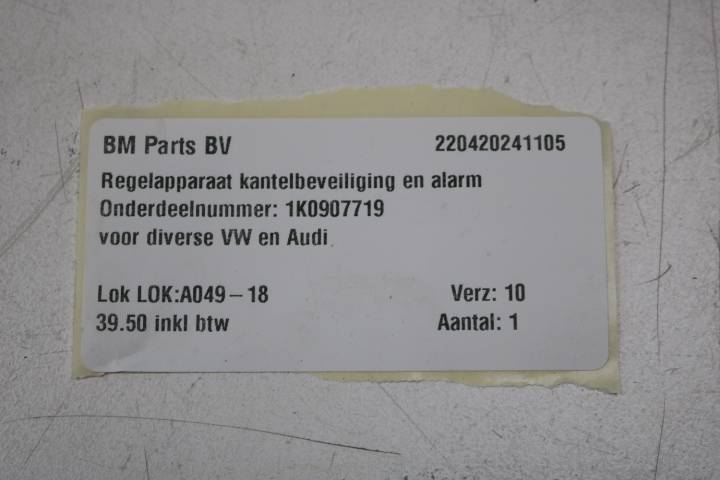 BM Parts BV 220420241105
Regelapparaat kantelbeveiliging en alarm
Onderdeelnummer: 1K0907719
voor diverse VW en Audi
Lok LOK:A049-18 Verz: 10
39.50 inkl btw Aantal: 1